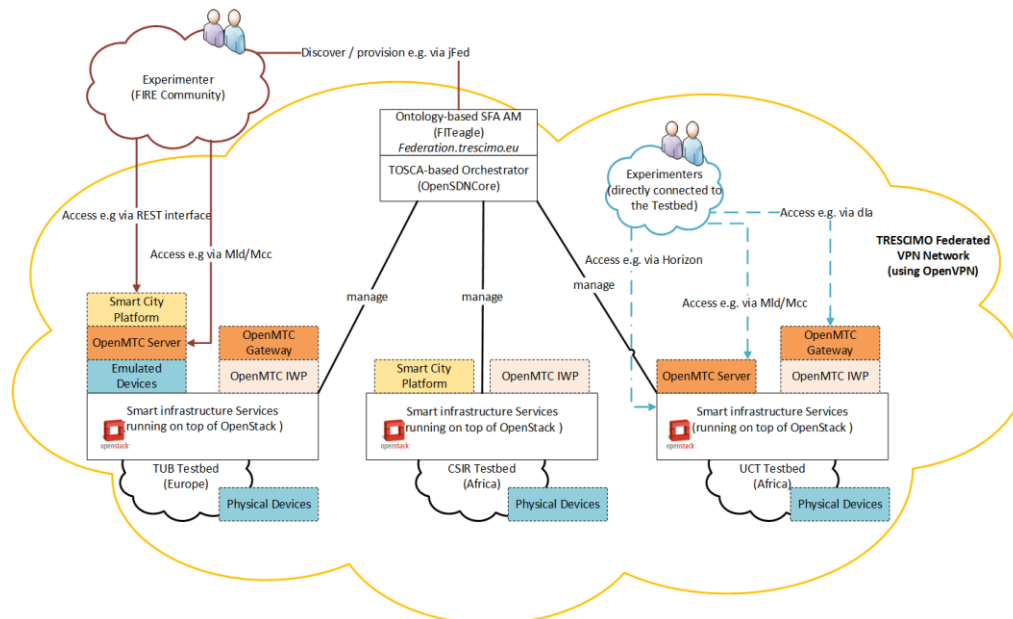 Experimenter
(FIRE Community)
Discover / provision e.g. via jFed
Ontology-based SFA AM
(FITeagle)
Federation.trescimo.eu
TOSCA-based Orchestrator
(OpenSDNCore)
Experimenters
(directly connected to
the Testbed)
Access e.g. via dIa
TRESCIMO Federated
VPN Network
(using OpenVPN)
Access e.g via REST interface
Access e.g via MId/Mcc
Access e.g. via Horizon
Access e.g. via MId/Mcc
manage
manage
manage
Smart City
Platform
OpenMTC Server
Emulated
Devices
OpenMTC
Gateway
OpenMTC IWP
Smart infrastructure Services
(running on top of OpenStack )
openstack
TUB Testbed
(Europe)
Physical Devices
Smart City
Platform
OpenMTC IWP
Smart infrastructure Services
(running on top of OpenStack )
openstack
CSIR Testbed
(Africa)
Physical Devices
OpenMTC Server
OpenMTC
Gateway
OpenMTC IWP
Smart infrastructure Services
(running on top of OpenStack )
openstack
UCT Testbed
(Africa)
Physical Devices